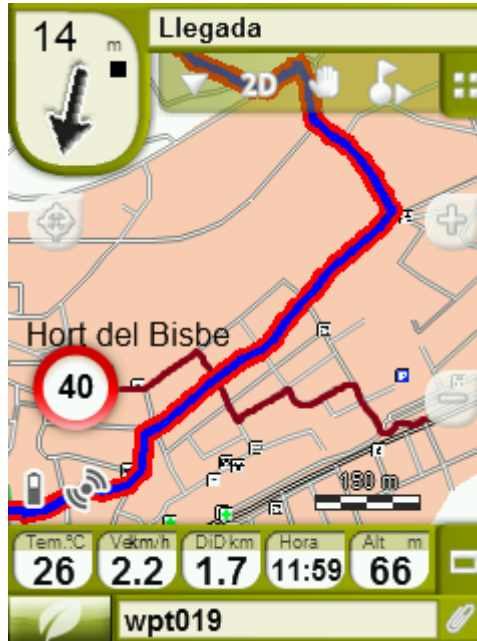 14 m
Llegada
2D
Hort del Bisbe
40
190 m
Tem.ºC
Vekm/h
DiD km
Hora
Alt m
26
2.2
1.7
11:59
66
wpt019